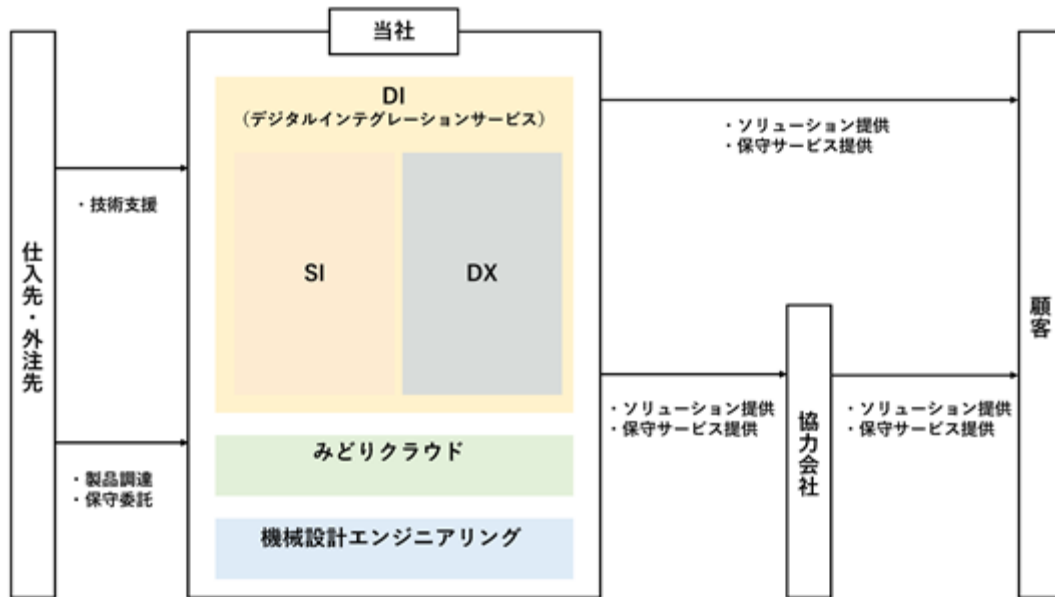 当社
DI
（デジタルインテグレーションサービス）
SI
DX
みどりクラウド
機械設計エンジニアリング
仕入先・外注先
・技術支援
・製品調達
・保守委託
・ソリューション提供
・保守サービス提供
・ソリューション提供
・保守サービス提供
協力会社
・ソリューション提供
・保守サービス提供
顧客